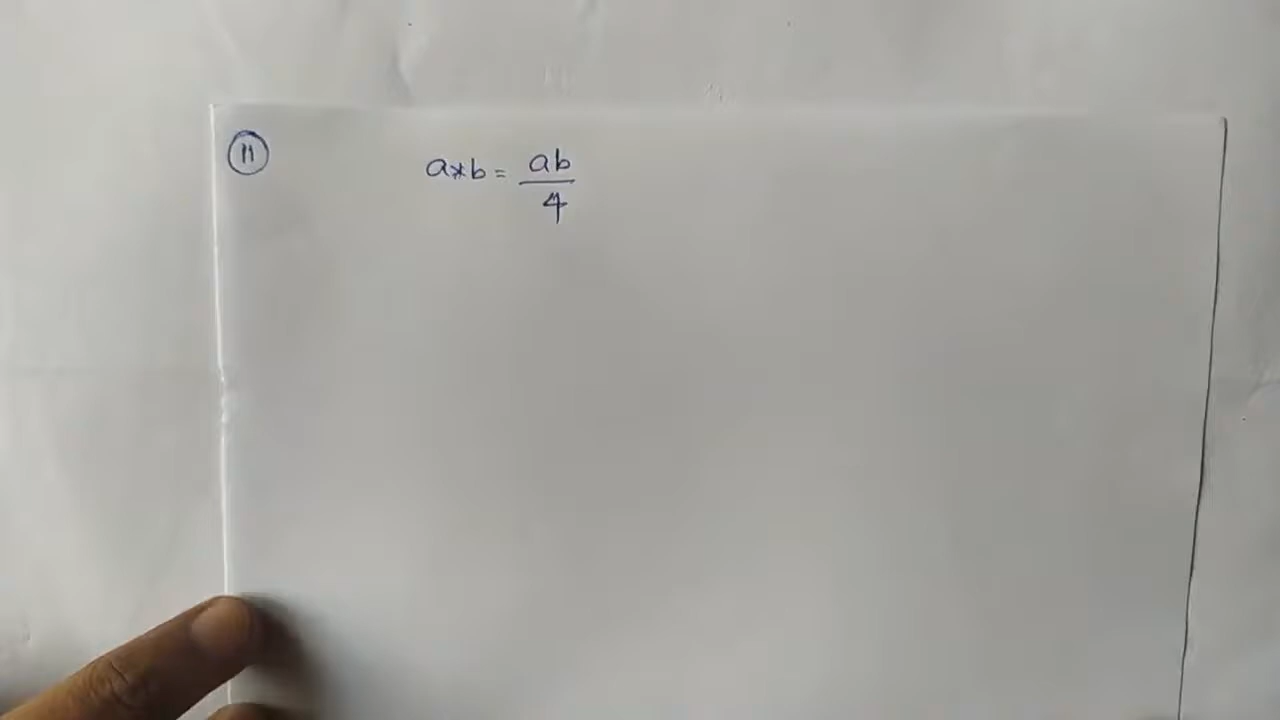 (11) a*b = ab/4